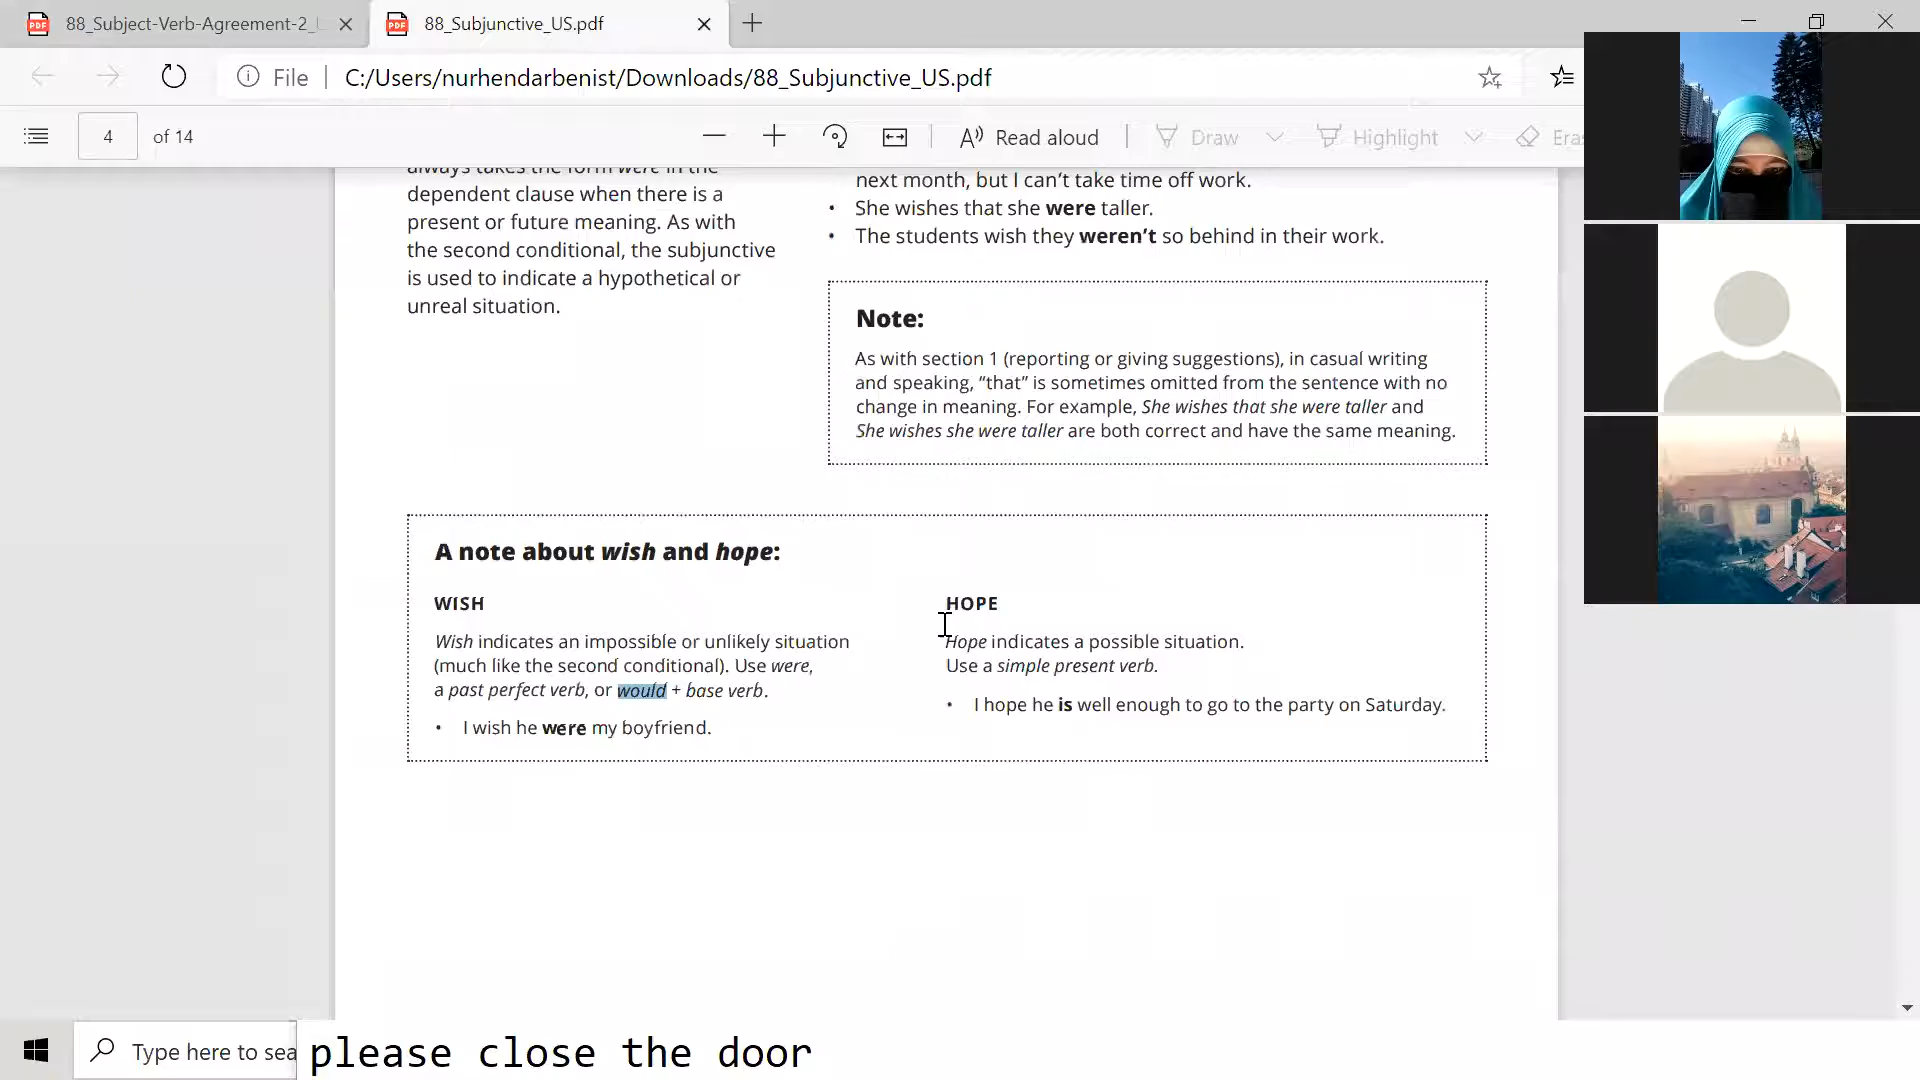 88_Subject-Verb-Agreement-2_U
88_Subjunctive_US.pdf
File
C:/Users/nurhendarbenist/Downloads/88_Subjunctive_US.pdf
4 of 14
Read aloud
Draw
Highlight
Eras
always takes the form were in the
dependent clause when there is a
present or future meaning. As with
the second conditional, the subjunctive
is used to indicate a hypothetical or
unreal situation.
next month, but I can't take time off work.
• She wishes that she were taller.
• The students wish they weren't so behind in their work.
Note:
As with section 1 (reporting or giving suggestions), in casual writing
and speaking, "that" is sometimes omitted from the sentence with no
change in meaning. For example, She wishes that she were taller and
She wishes she were taller are both correct and have the same meaning.
A note about wish and hope:
WISH
Wish indicates an impossible or unlikely situation
(much like the second conditional). Use were,
a past perfect verb, or would + base verb.
• I wish he were my boyfriend.
HOPE
Hope indicates a possible situation.
Use a simple present verb.
• I hope he is well enough to go to the party on Saturday.
Type here to sea
please close the door